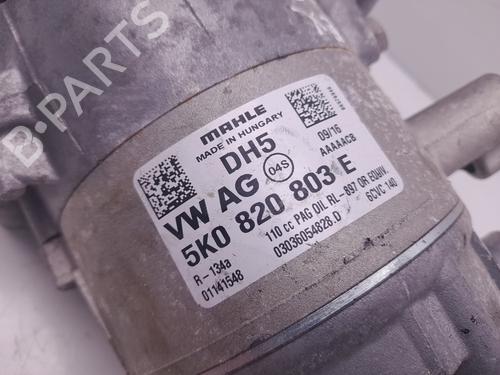 B-PARTS
MAHLE
MADE IN HUNGARY
DH5
09/16
AAAAACB
VW AG 04S
5K0 820 803 E
110 cc PAG OIL RL-897 OR EQUIV.
6CVC 140
03036054828.D
R-134a
01141548